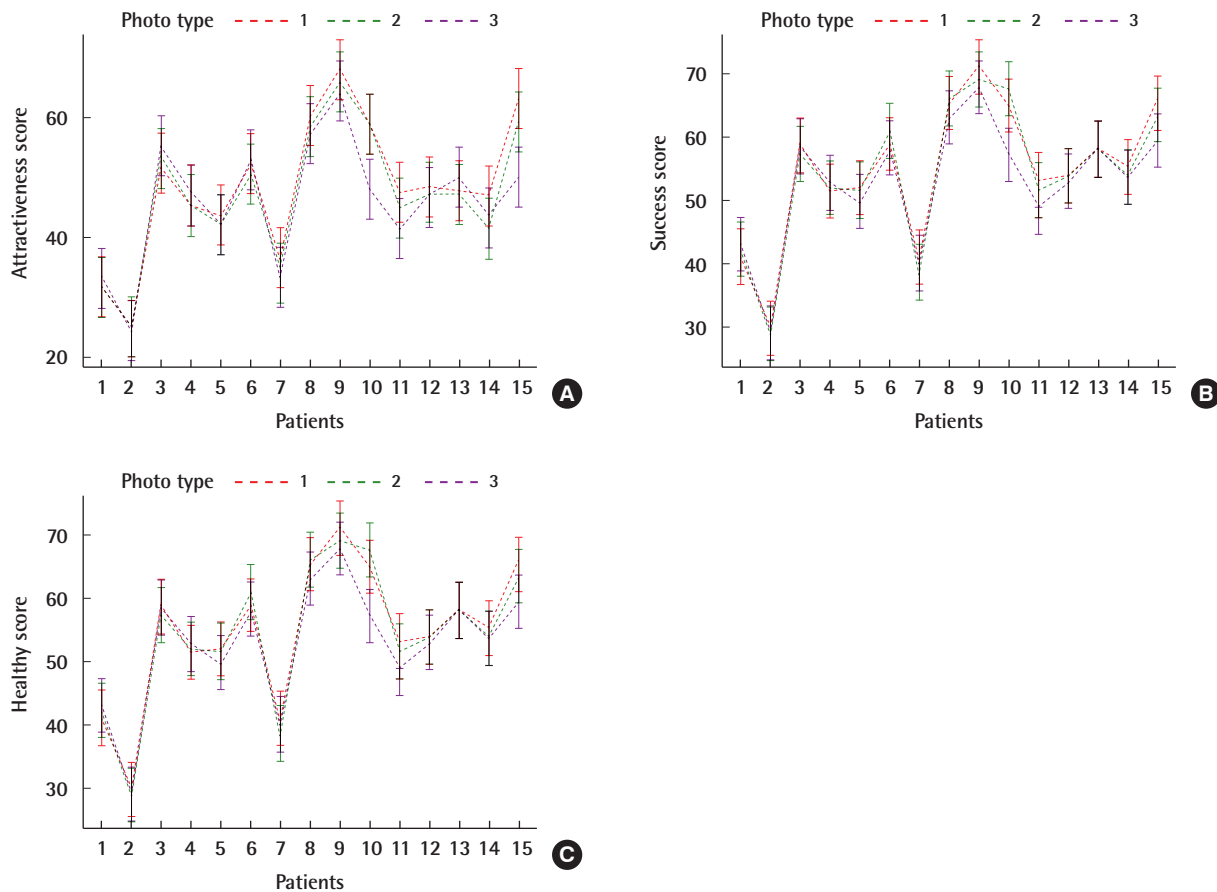 Photo type 1 2 3
Attractiveness score
60
40
20
1 2 3 4 5 6 7 8 9 10 11 12 13 14 15
Patients
A
Photo type 1 2 3
Success score
70
60
50
40
30
1 2 3 4 5 6 7 8 9 10 11 12 13 14 15
Patients
B
Photo type 1 2 3
Healthy score
70
60
50
40
30
1 2 3 4 5 6 7 8 9 10 11 12 13 14 15
Patients
C